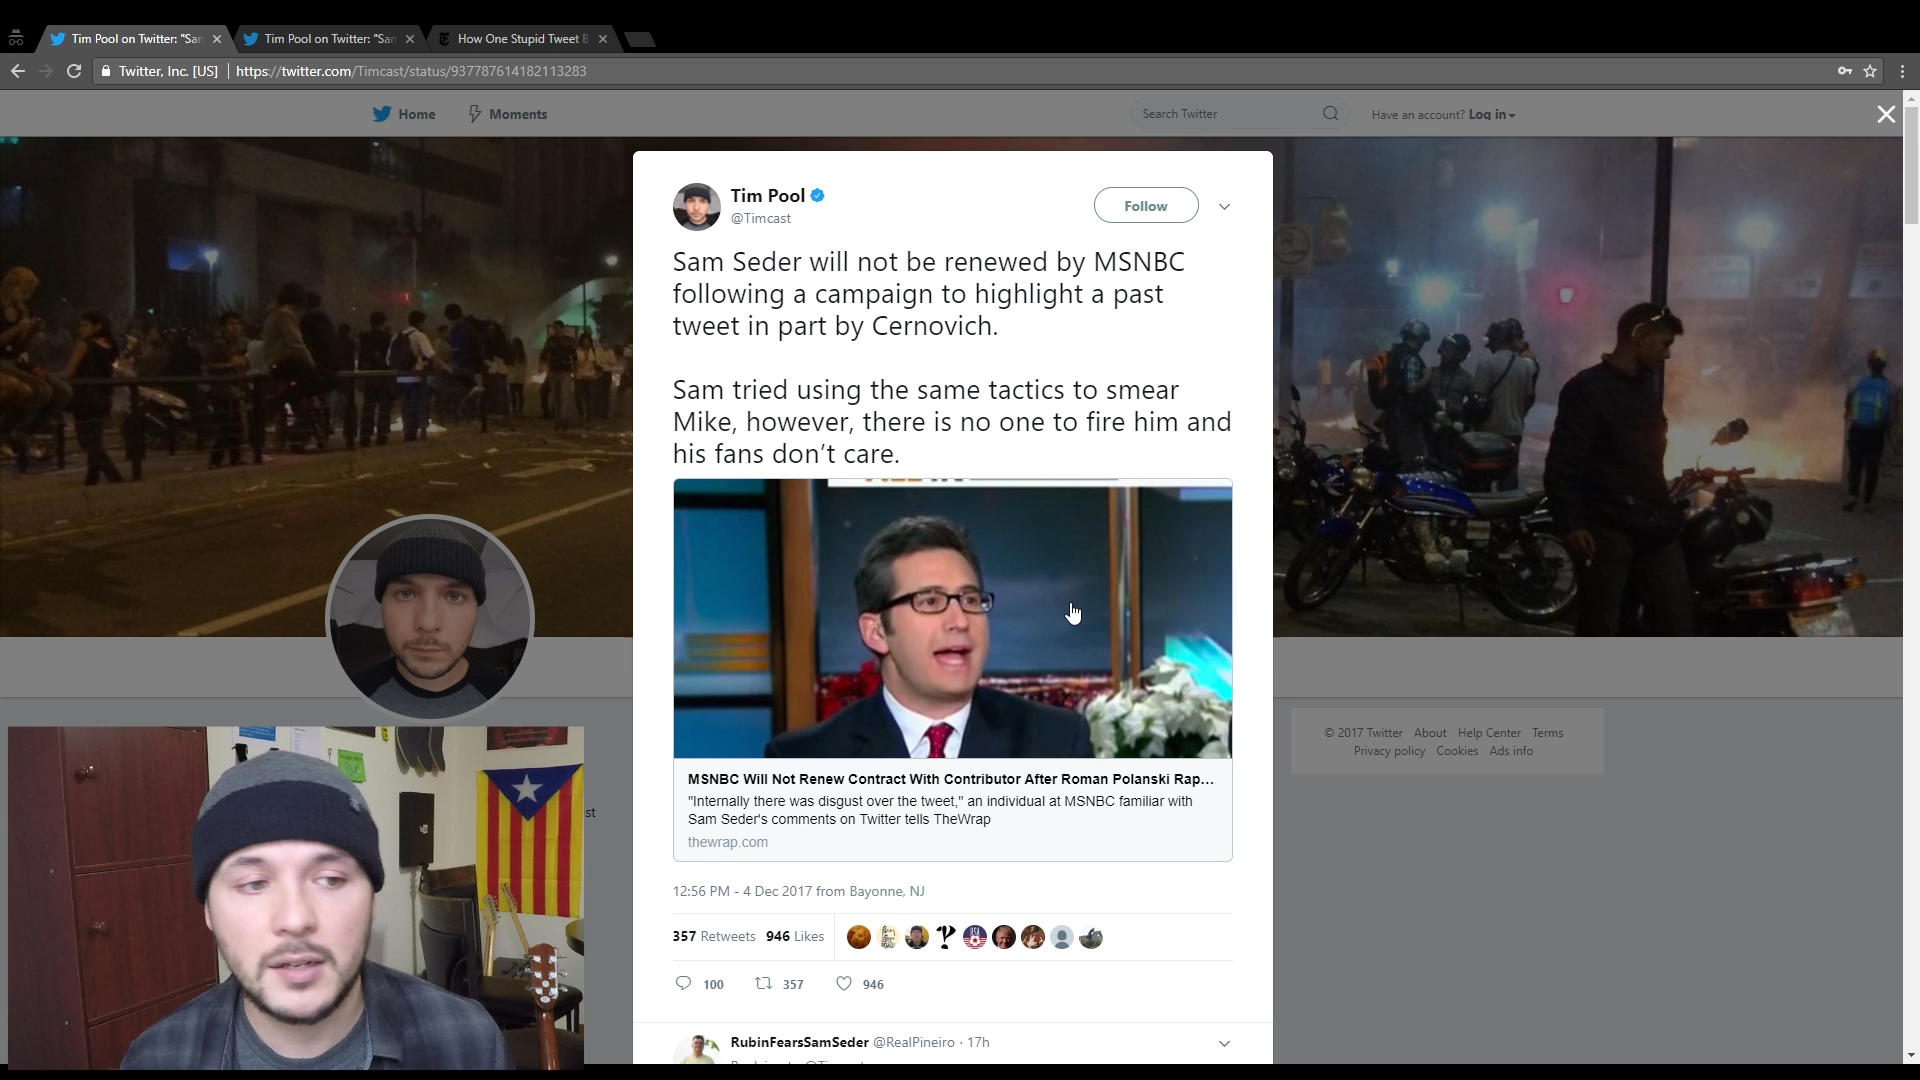 Tim Pool on Twitter: "San
Tim Pool on Twitter: "San
How One Stupid Tweet B
Twitter, Inc. [US]
https://twitter.com/Timcast/status/937787614182113283
Home
Moments
Search Twitter
Have an account? Log in
Tim Pool
@Timcast
Follow
Sam Seder will not be renewed by MSNBC
following a campaign to highlight a past
tweet in part by Cernovich.
Sam tried using the same tactics to smear
Mike, however, there is no one to fire him and
his fans don’t care.
MSNBC Will Not Renew Contract With Contributor After Roman Polanski Rap...
"Internally there was disgust over the tweet," an individual at MSNBC familiar with
Sam Seder's comments on Twitter tells TheWrap
thewrap.com
12:56 PM - 4 Dec 2017 from Bayonne, NJ
357 Retweets 946 Likes
100 357 946
RubinFearsSamSeder @RealPineiro · 17h
© 2017 Twitter About Help Center Terms
Privacy policy Cookies Ads info
st